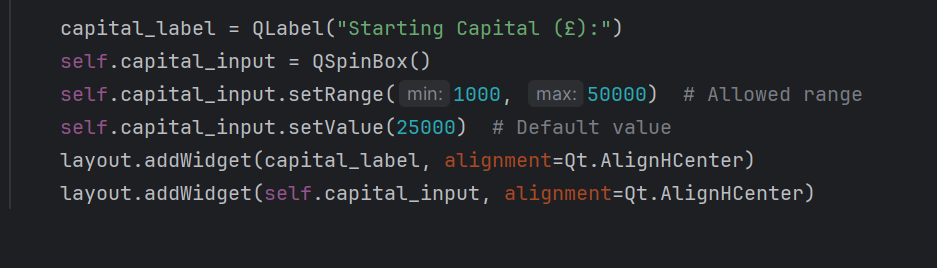 capital_label = QLabel("Starting Capital (£):")
self.capital_input = QSpinBox()
self.capital_input.setRange( min: 1000, max: 50000)  # Allowed range
self.capital_input.setValue(25000)  # Default value
layout.addWidget(capital_label, alignment=Qt.AlignHCenter)
layout.addWidget(self.capital_input, alignment=Qt.AlignHCenter)